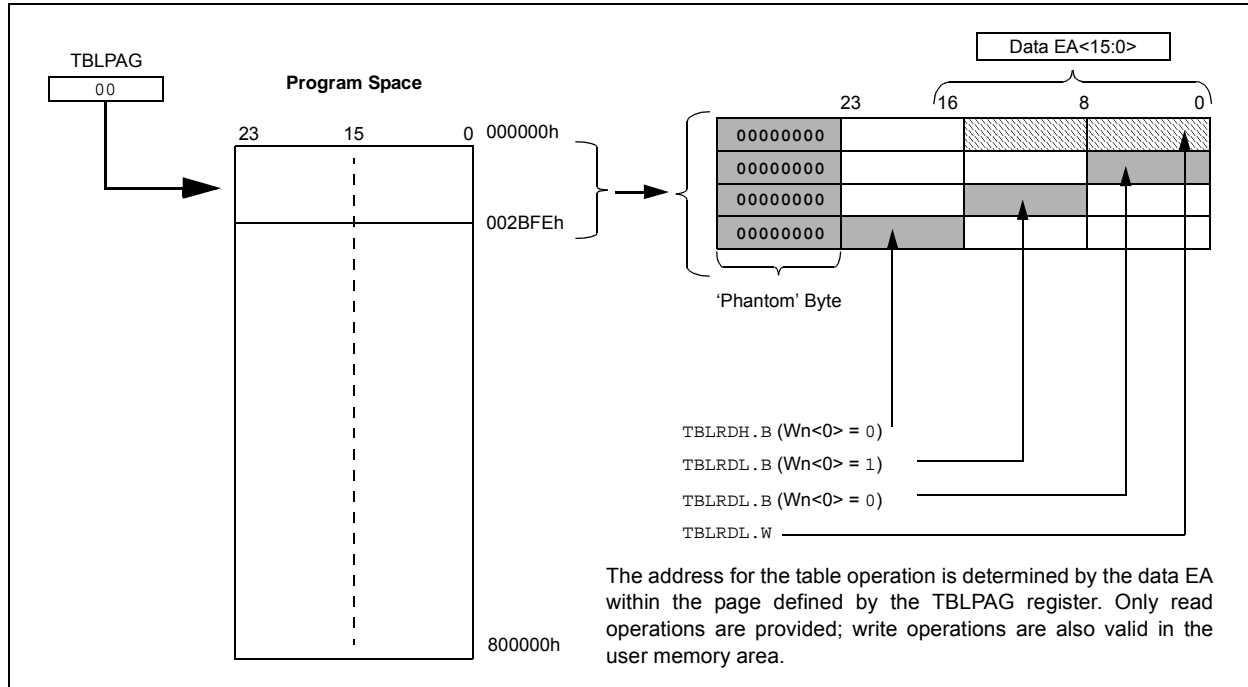 TBLPAG
00
Program Space
23 15 0
000000h
002BFEh
800000h
Data EA<15:0>
23 16 8 0
00000000
00000000
00000000
00000000
‘Phantom’ Byte
TBLRDH.B (Wn<0> = 0)
TBLRDL.B (Wn<0> = 1)
TBLRDL.B (Wn<0> = 0)
TBLRDL.W
The address for the table operation is determined by the data EA
within the page defined by the TBLPAG register. Only read
operations are provided; write operations are also valid in the
user memory area.